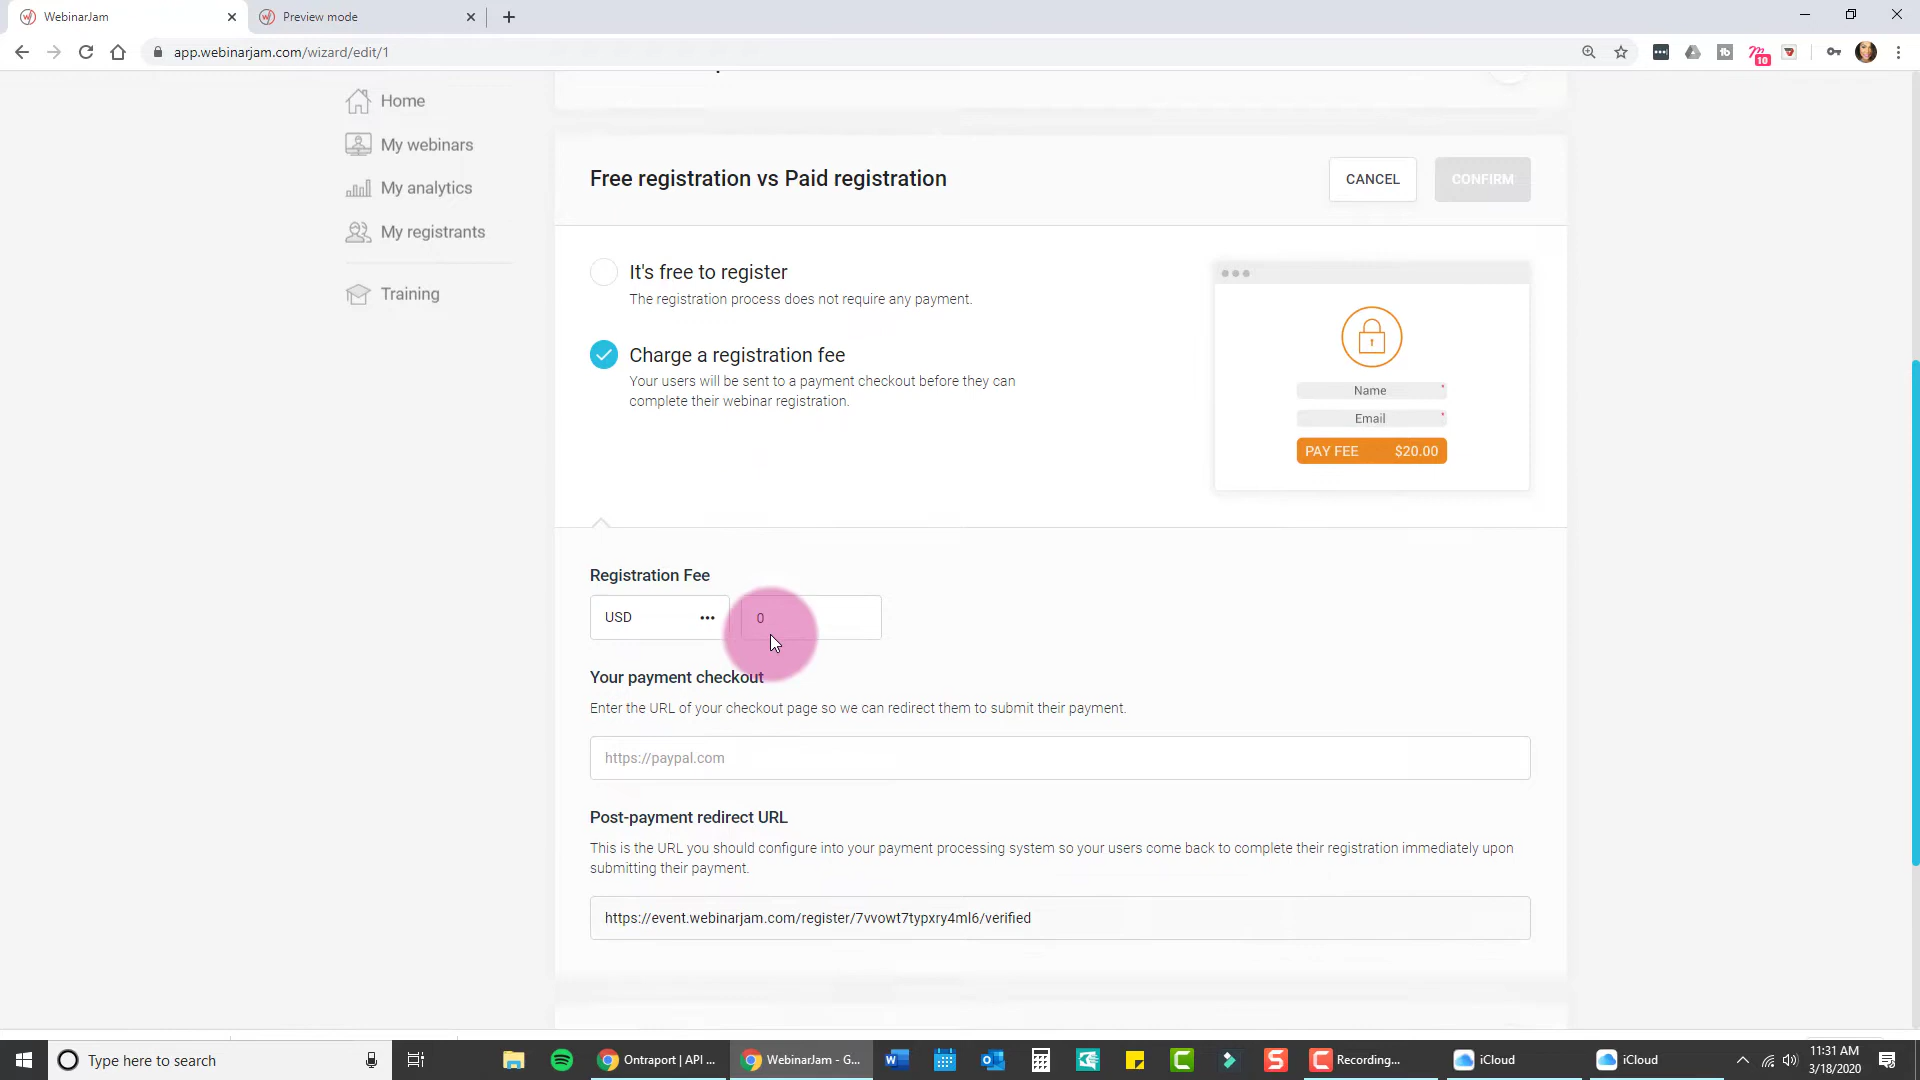 WebinarJam
Preview mode
app.webinarjam.com/wizard/edit/1
10
Home
My webinars
My analytics
My registrants
Training
Free registration vs Paid registration
CANCEL
CONFIRM
It's free to register
The registration process does not require any payment.
Charge a registration fee
Your users will be sent to a payment checkout before they can
complete their webinar registration.
Name *
Email *
PAY FEE $20.00
Registration Fee
USD
0
Your payment checkout
Enter the URL of your checkout page so we can redirect them to submit their payment.
https://paypal.com
Post-payment redirect URL
This is the URL you should configure into your payment processing system so your users come back to complete their registration immediately upon
submitting their payment.
https://event.webinarjam.com/register/7vvowt7typxry4ml6/verified
Type here to search
Ontraport | API ...
WebinarJam - G...
Recording...
iCloud
iCloud
11:31 AM
3/18/2020